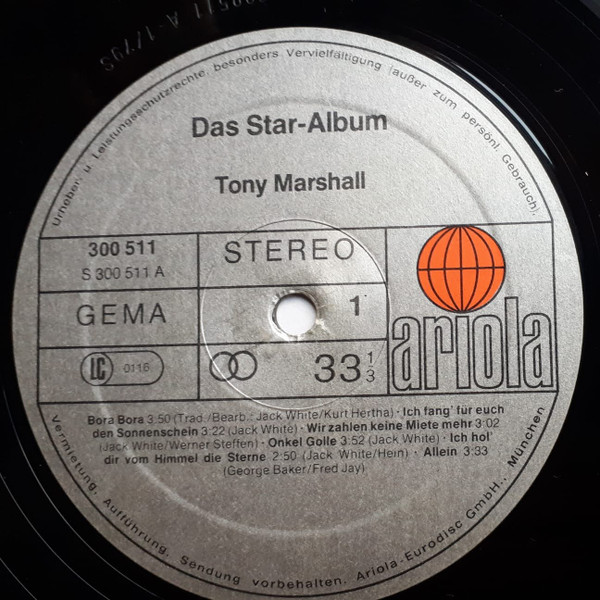 Urheber- u. Leistungsschutzrechte, besonders Vervielfältigung (außer zum persönl. Gebrauch),
Das Star-Album
Tony Marshall
300 511
S 300 511 A
STEREO
GEMA
1
LC 0116
33 1/3
ariola
Bora Bora 3:50 (Trad./Bearb.: Jack White/Kurt Hertha) · Ich fang' für euch
den Sonnenschein 3:22 (Jack White) · Wir zahlen keine Miete mehr 3:02
(Jack White/Werner Steffen) · Onkel Golle 3:52 (Jack White) · Ich hol'
dir vom Himmel die Sterne 2:50 (Jack White/Hein) · Allein 3:33
(George Baker/Fred Jay)
Vermietung, Aufführung, Sendung vorbehalten. Ariola-Eurodisc GmbH., München